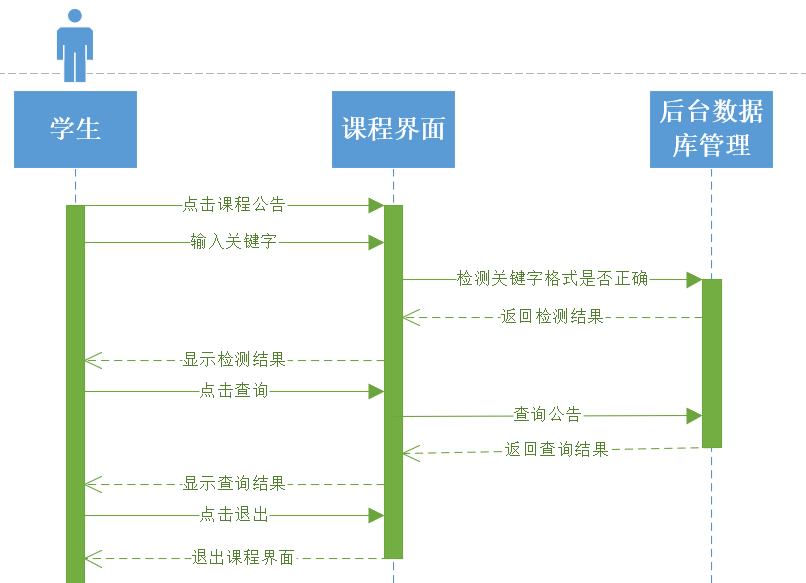 学生
课程界面
后台数据
库管理
点击课程公告
输入关键字
检测关键字格式是否正确
返回检测结果
显示检测结果
点击查询
查询公告
返回查询结果
显示查询结果
点击退出
退出课程界面